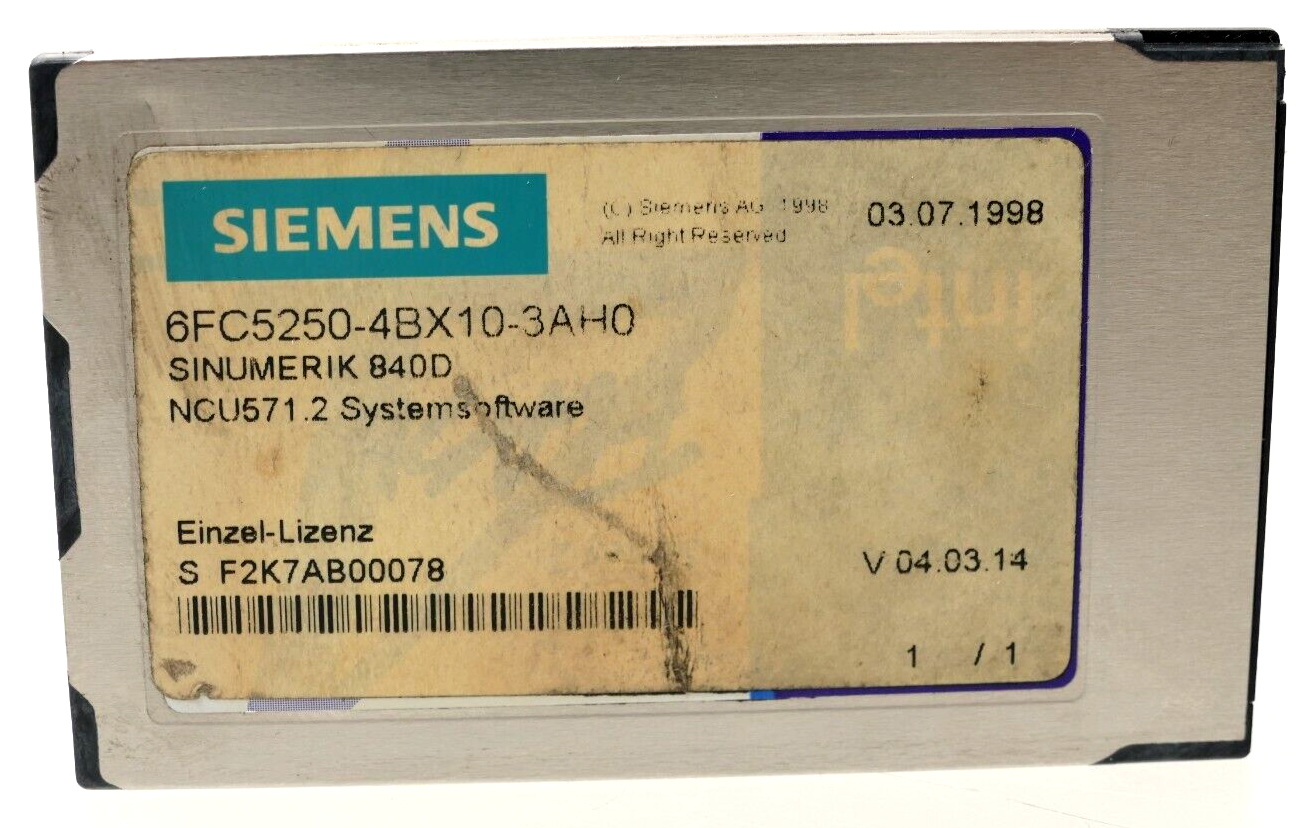 SIEMENS
(C) Siemens AG 1998
All Right Reserved
03.07.1998
6FC5250-4BX10-3AH0
SINUMERIK 840D
NCU571.2 Systemsoftware
intel
Einzel-Lizenz
S F2K7AB00078
V 04.03.14
1 / 1